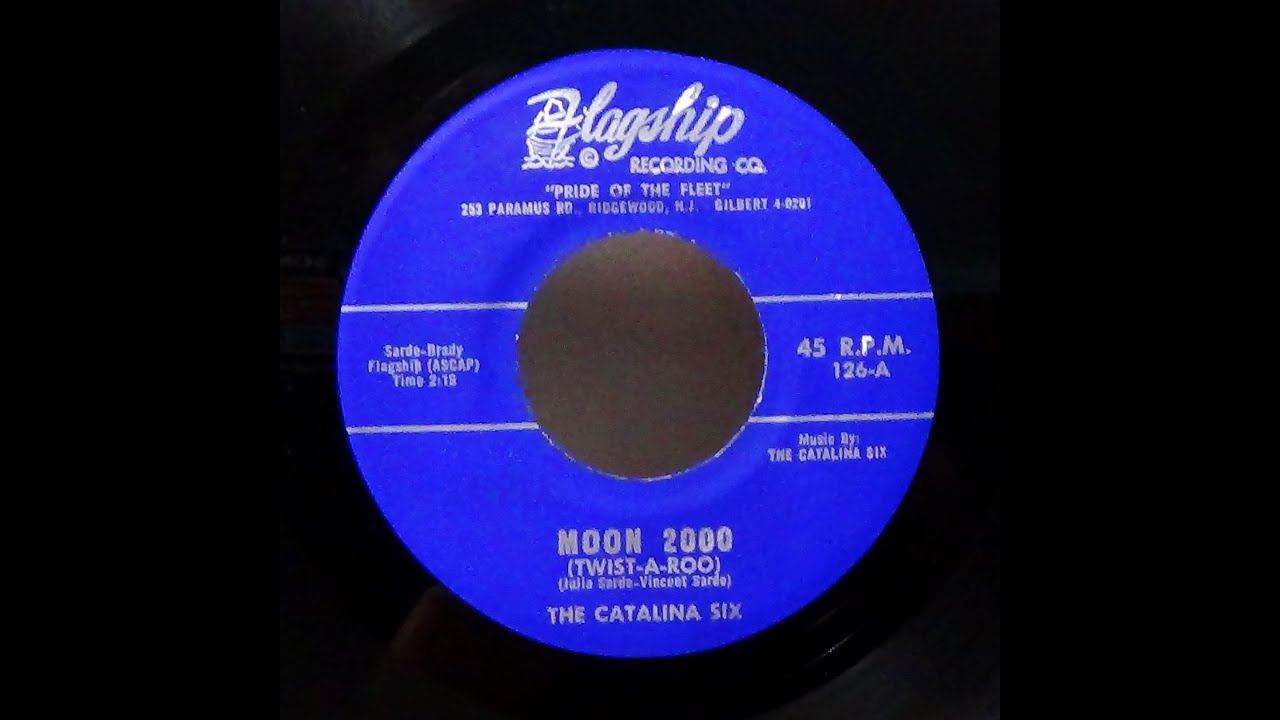 Flagship
©
RECORDING CO.
"PRIDE OF THE FLEET"
253 PARAMUS RD., RIDGEWOOD, N.J. GILBERT 4-0201
Sardo-Brady
Flagship (ASCAP)
Time 2:18
45 R.P.M.
126-A
Music By:
THE CATALINA SIX
MOON 2000
(TWIST-A-ROO)
(Julia Sardo-Vincent Sardo)
THE CATALINA SIX